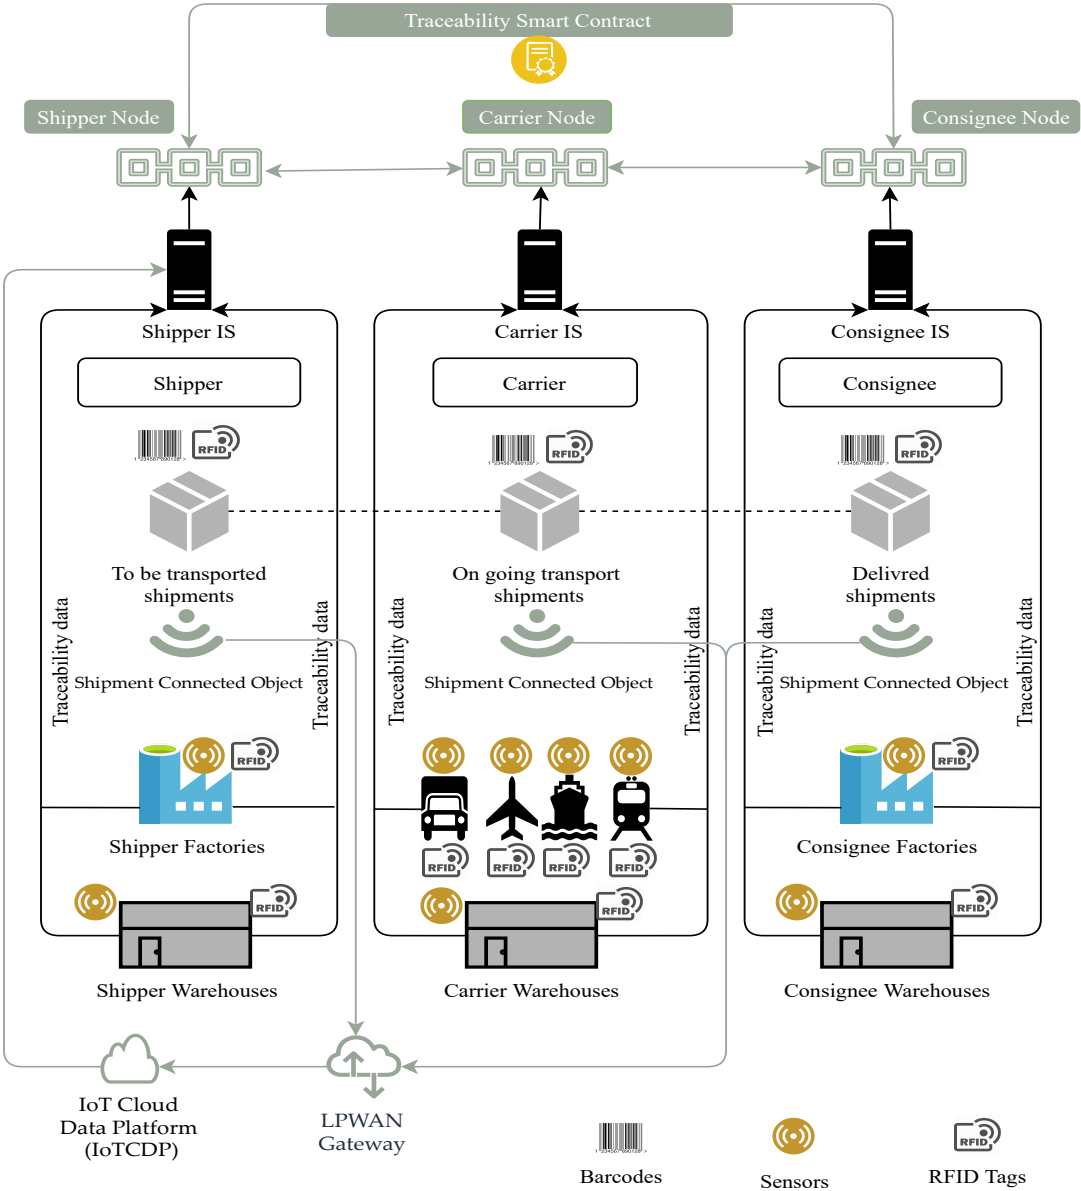 Traceability Smart Contract
Shipper Node
Carrier Node
Consignee Node
Shipper IS
Carrier IS
Consignee IS
Shipper
Carrier
Consignee
RFID
RFID
RFID
To be transported
shipments
On going transport
shipments
Delivred
shipments
Traceability data
Traceability data
Traceability data
Traceability data
Traceability data
Traceability data
Shipment Connected Object
Shipment Connected Object
Shipment Connected Object
RFID
RFID
Shipper Factories
RFID
RFID
RFID
RFID
Consignee Factories
RFID
RFID
RFID
Shipper Warehouses
Carrier Warehouses
Consignee Warehouses
IoT Cloud
Data Platform
(IoTCDP)
LPWAN
Gateway
Barcodes
Sensors
RFID
RFID Tags